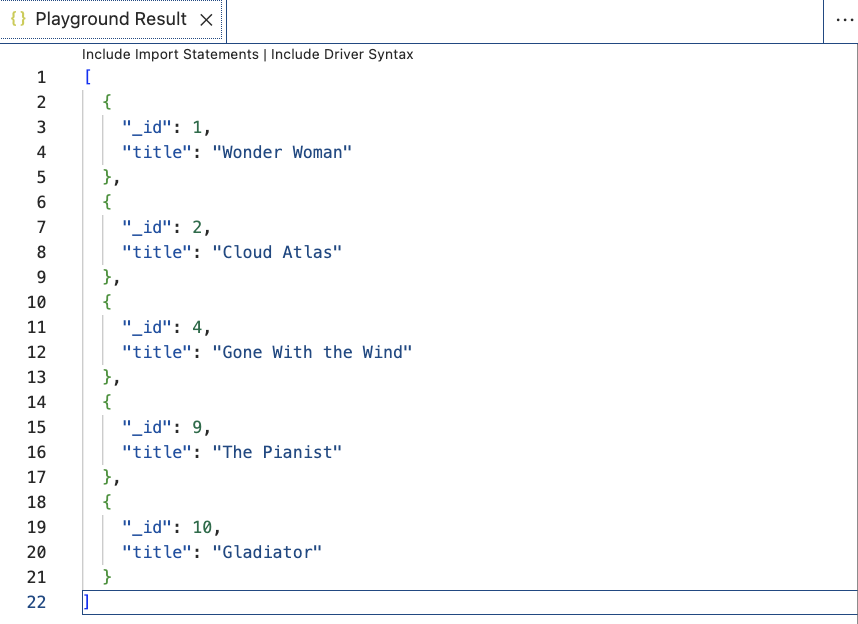 {} Playground Result ×
Include Import Statements | Include Driver Syntax
1 [
2 {
3 "_id": 1,
4 "title": "Wonder Woman"
5 },
6 {
7 "_id": 2,
8 "title": "Cloud Atlas"
9 },
10 {
11 "_id": 4,
12 "title": "Gone With the Wind"
13 },
14 {
15 "_id": 9,
16 "title": "The Pianist"
17 },
18 {
19 "_id": 10,
20 "title": "Gladiator"
21 }
22 ]